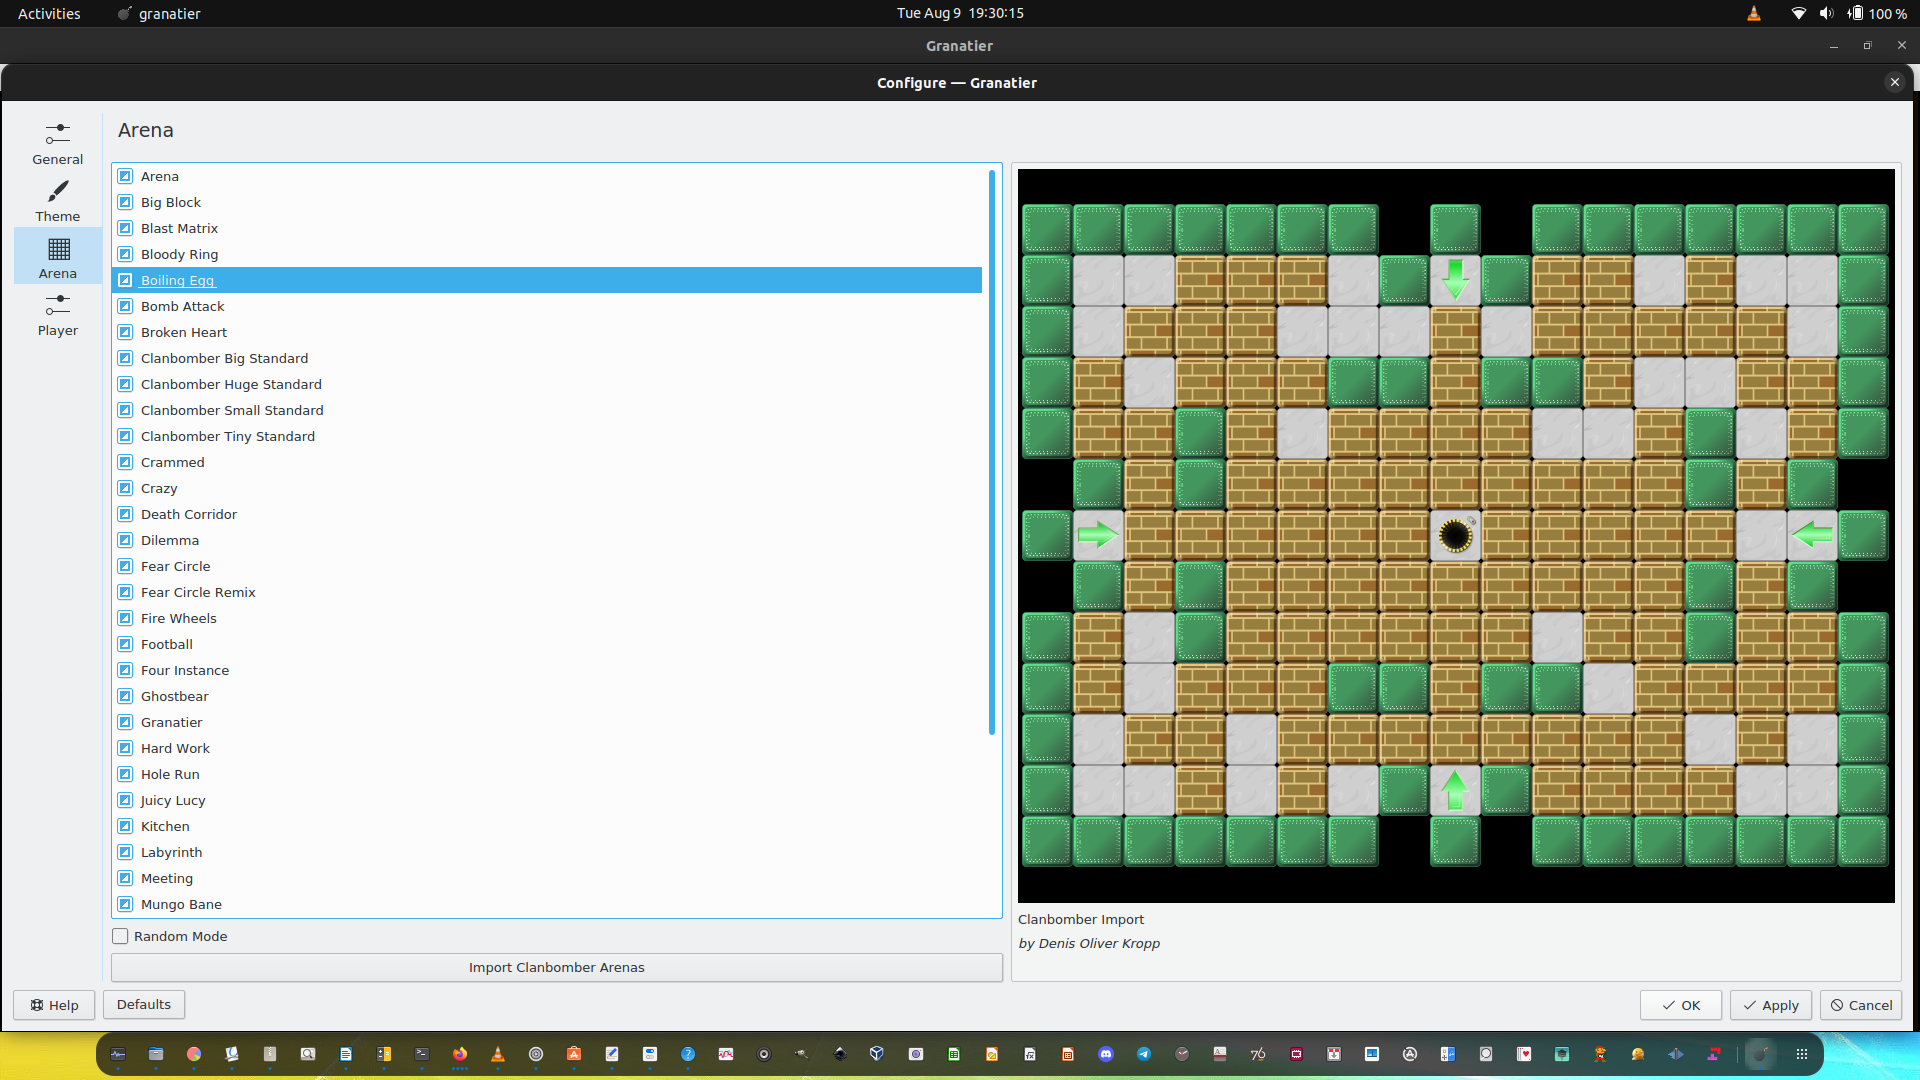 Activities
granatier
Tue Aug 9 19:30:15
100 %
Granatier
Configure — Granatier
General
Theme
Arena
Player
Arena
Arena
Big Block
Blast Matrix
Bloody Ring
Boiling Egg
Bomb Attack
Broken Heart
Clanbomber Big Standard
Clanbomber Huge Standard
Clanbomber Small Standard
Clanbomber Tiny Standard
Crammed
Crazy
Death Corridor
Dilemma
Fear Circle
Fear Circle Remix
Fire Wheels
Football
Four Instance
Ghostbear
Granatier
Hard Work
Hole Run
Juicy Lucy
Kitchen
Labyrinth
Meeting
Mungo Bane
Random Mode
Import Clanbomber Arenas
Clanbomber Import
by Denis Oliver Kropp
Help
Defaults
OK
Apply
Cancel